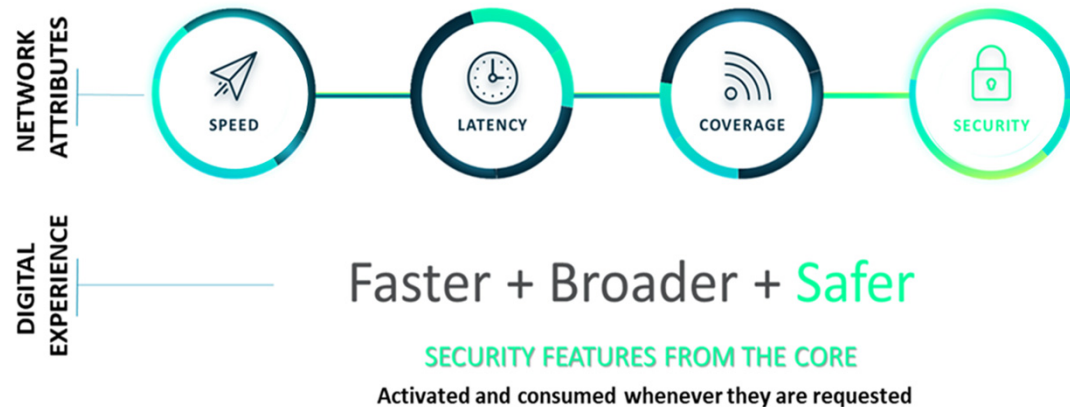 NETWORK
ATTRIBUTES
SPEED
LATENCY
COVERAGE
SECURITY
DIGITAL
EXPERIENCE
Faster + Broader + Safer
SECURITY FEATURES FROM THE CORE
Activated and consumed whenever they are requested